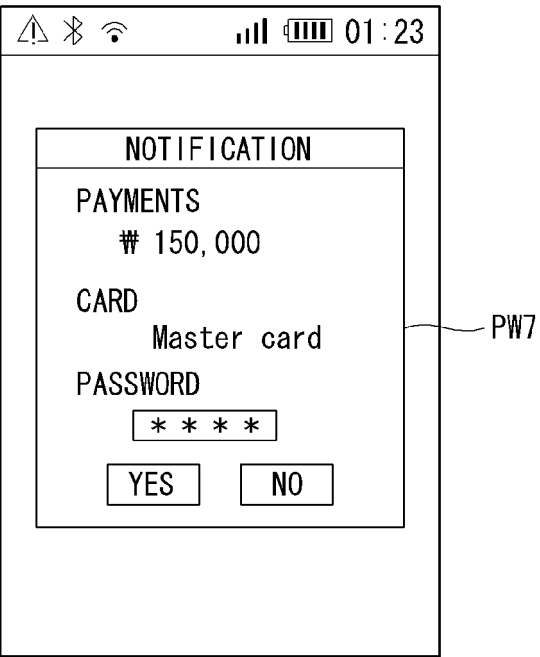 01:23
NOTIFICATION
PAYMENTS
₩ 150,000
CARD
Master card
PW7
PASSWORD
* * * *
YES NO